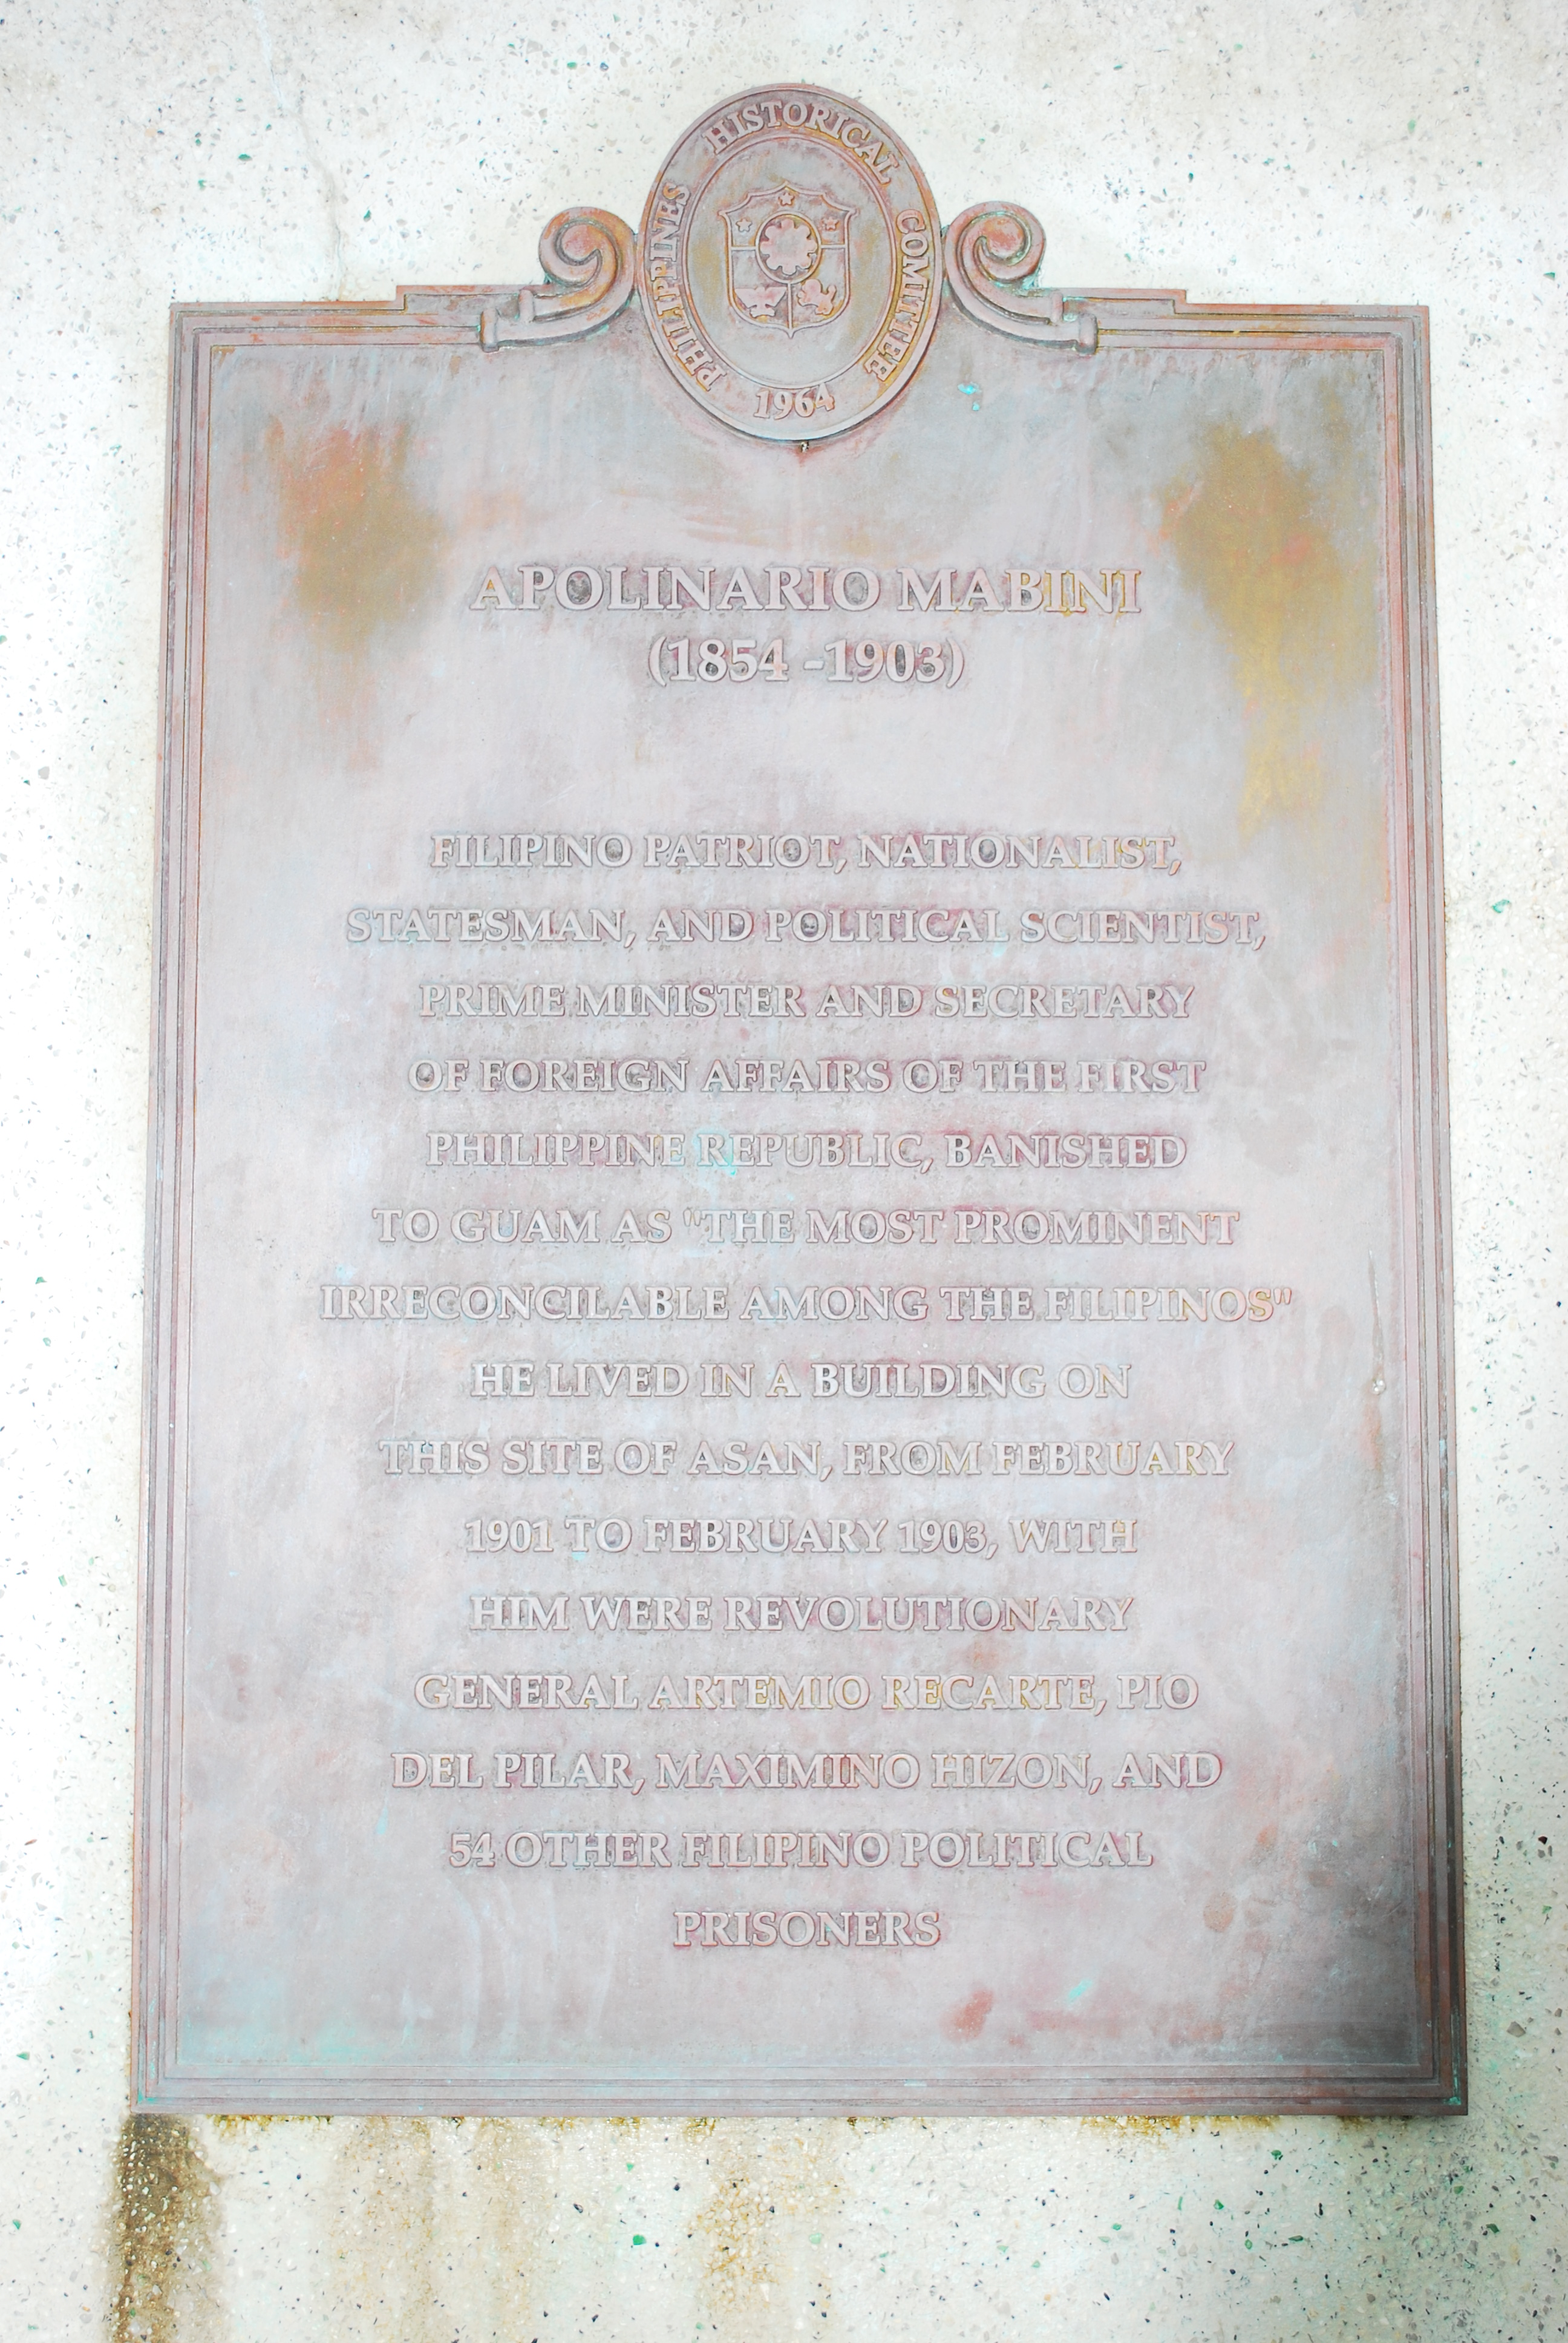 PHILIPPINES HISTORICAL COMITTEE
1964
APOLINARIO MABINI
(1854 -1903)
FILIPINO PATRIOT, NATIONALIST,
STATESMAN, AND POLITICAL SCIENTIST,
PRIME MINISTER AND SECRETARY
OF FOREIGN AFFAIRS OF THE FIRST
PHILIPPINE REPUBLIC, BANISHED
TO GUAM AS "THE MOST PROMINENT
IRRECONCILABLE AMONG THE FILIPINOS"
HE LIVED IN A BUILDING ON
THIS SITE OF ASAN, FROM FEBRUARY
1901 TO FEBRUARY 1903, WITH
HIM WERE REVOLUTIONARY
GENERAL ARTEMIO RECARTE, PIO
DEL PILAR, MAXIMINO HIZON, AND
54 OTHER FILIPINO POLITICAL
PRISONERS